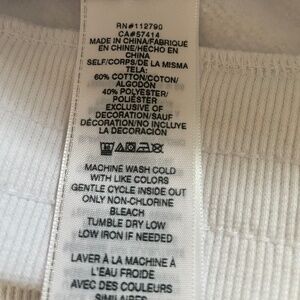 RN#112790
CA#57414
MADE IN CHINA/FABRIQUÉ
EN CHINE/HECHO EN
CHINA
SELF/CORPS/DE LA MISMA
TELA:
60% COTTON/COTON/
ALGODÓN
40% POLYESTER/
POLIÉSTER
EXCLUSIVE OF
DECORATION/SAUF
DÉCORATION/NO INCLUYE
LA DECORACIÓN
MACHINE WASH COLD
WITH LIKE COLORS
GENTLE CYCLE INSIDE OUT
ONLY NON-CHLORINE
BLEACH
TUMBLE DRY LOW
LOW IRON IF NEEDED
LAVER À LA MACHINE À
L'EAU FROIDE
AVEC DES COULEURS
SIMILAIRES